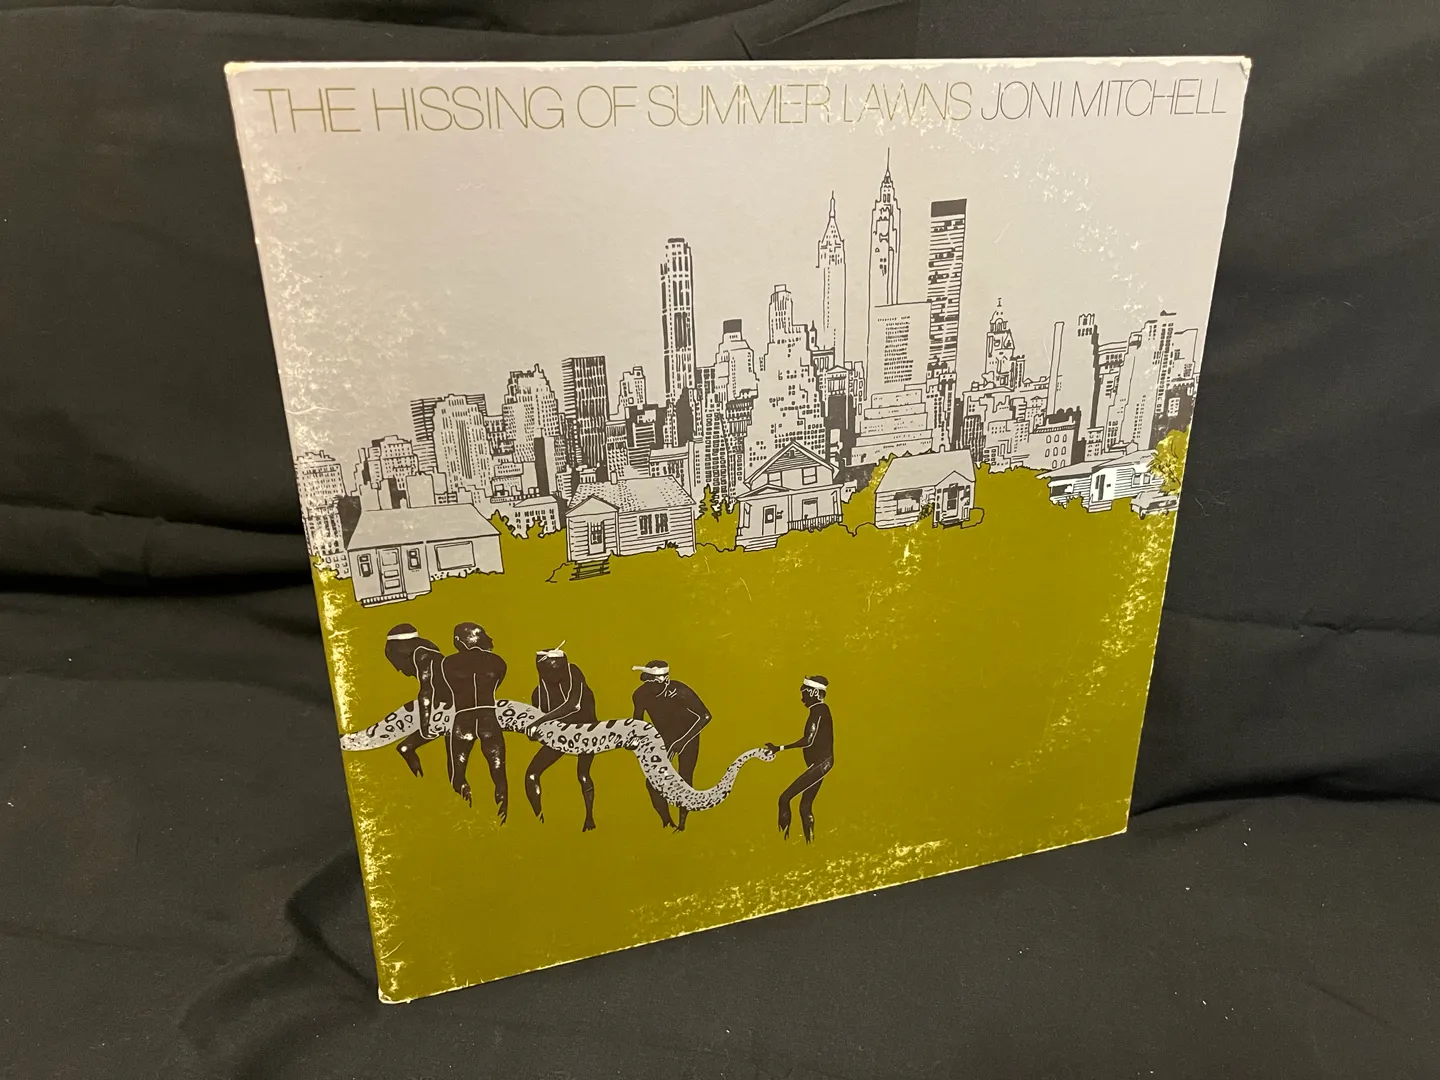 THE HISSING OF SUMMER LAWNS JONI MITCHELL